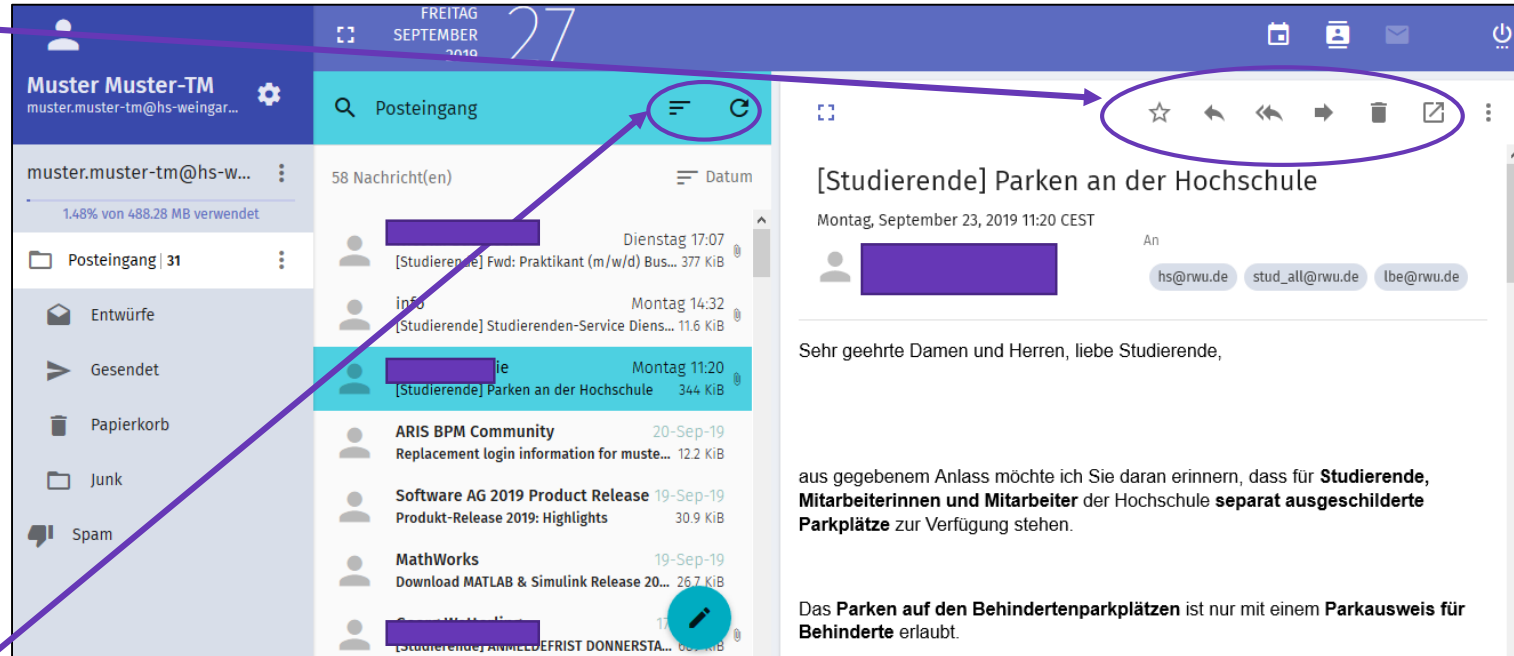 FREITAG
SEPTEMBER
2019
27
Muster Muster-TM
muster.muster-tm@hs-weingar...
muster.muster-tm@hs-w...
1.48% von 488.28 MB verwendet
Posteingang | 31
Entwürfe
Gesendet
Papierkorb
Junk
Spam
Posteingang
58 Nachricht(en)
Datum
Dienstag 17:07
[Studierende] Fwd: Praktikant (m/w/d) Bus... 377 KiB
info Montag 14:32
[Studierende] Studierenden-Service Diens... 11.6 KiB
ie Montag 11:20
[Studierende] Parken an der Hochschule 344 KiB
ARIS BPM Community 20-Sep-19
Replacement login information for muste... 12.2 KiB
Software AG 2019 Product Release 19-Sep-19
Produkt-Release 2019: Highlights 30.9 KiB
MathWorks 19-Sep-19
Download MATLAB & Simulink Release 20... 26.7 KiB
[Studierende] ANMELDEFRIST DONNERSTA...
[Studierende] Parken an der Hochschule
Montag, September 23, 2019 11:20 CEST
An
hs@rwu.de stud_all@rwu.de lbe@rwu.de
Sehr geehrte Damen und Herren, liebe Studierende,
aus gegebenem Anlass möchte ich Sie daran erinnern, dass für Studierende,
Mitarbeiterinnen und Mitarbeiter der Hochschule separat ausgeschilderte
Parkplätze zur Verfügung stehen.
Das Parken auf den Behindertenparkplätzen ist nur mit einem Parkausweis für
Behinderte erlaubt.